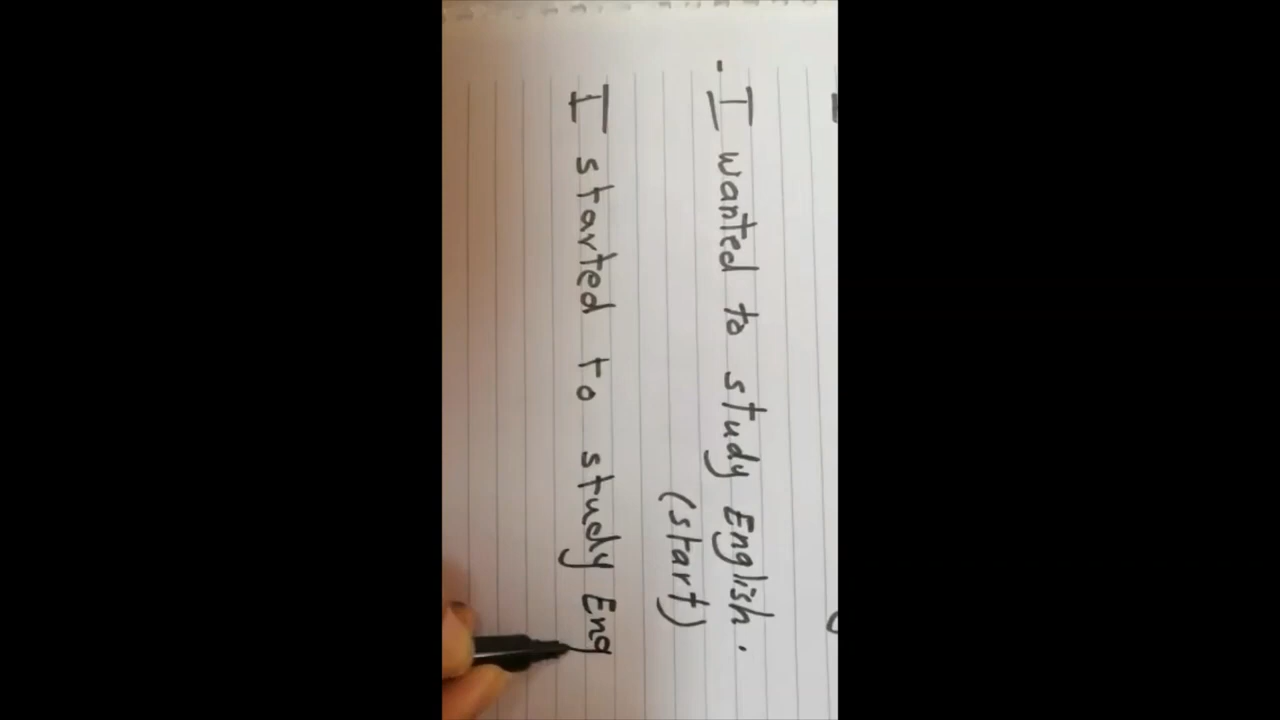 . I wanted to study English.
(start)
I started to study Eng